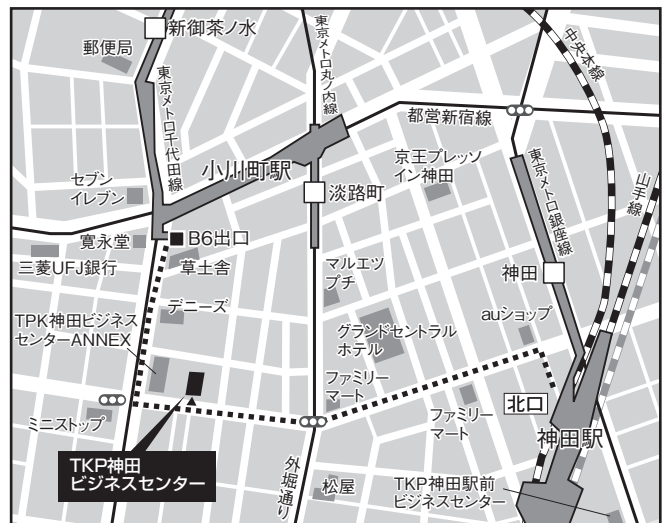 新御茶ノ水
郵便局
東京メトロ千代田線
東京メトロ丸ノ内線
中央本線
都営新宿線
山手線
小川町駅
京王プレッソ
イン神田
東京メトロ銀座線
セブン
イレブン
淡路町
寛永堂
B6出口
三菱UFJ銀行
草土舎
マルエツ
プチ
神田
デニーズ
TPK神田ビジネス
センターANNEX
auショップ
グランドセントラル
ホテル
ファミリー
マート
北口
ミニストップ
ファミリー
マート
神田駅
TKP神田
ビジネスセンター
外堀通り
松屋
TKP神田駅前
ビジネスセンター